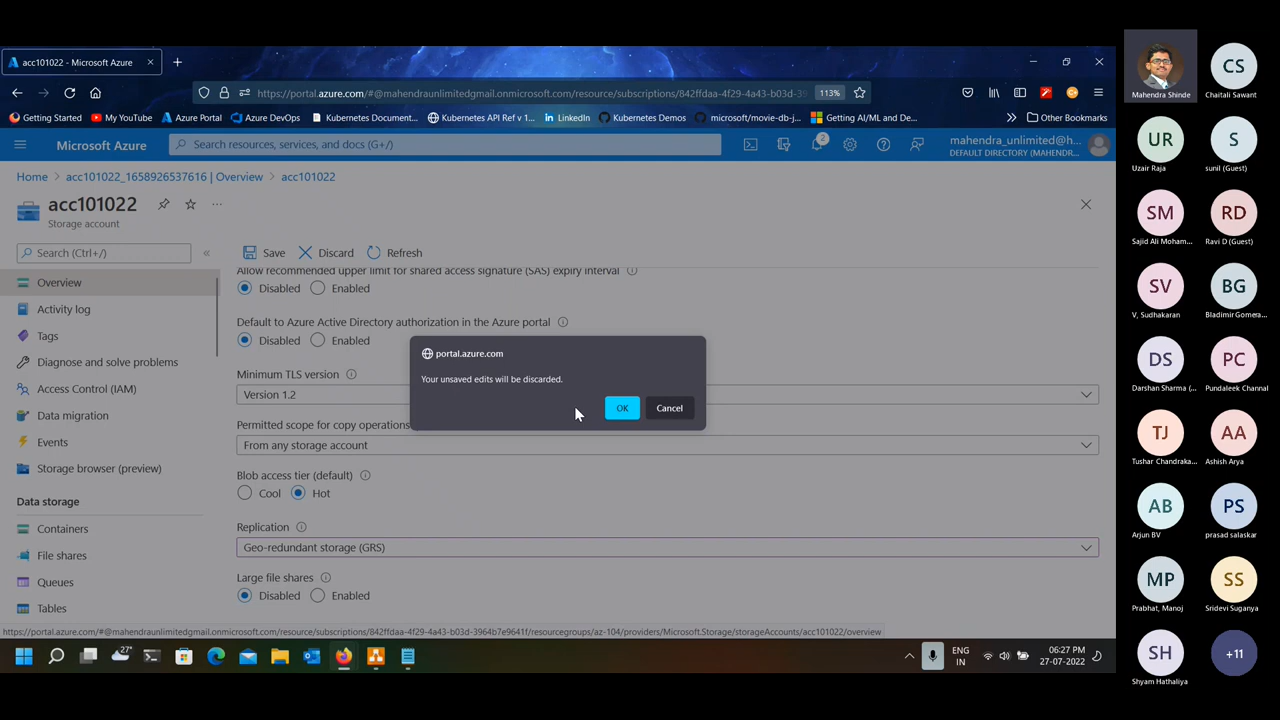 acc101022 - Microsoft Azure
https://portal.azure.com/#@mahendraunlimitedgmail.onmicrosoft.com/resource/subscriptions/842ffdaa-4f29-4a43-b03d-39
113%
Getting Started
My YouTube
Azure Portal
Azure DevOps
Kubernetes Document...
Kubernetes API Ref v 1...
LinkedIn
Kubernetes Demos
microsoft/movie-db-j...
Getting AI/ML and De...
Other Bookmarks
Microsoft Azure
Search resources, services, and docs (G+/)
2
mahendra_unlimited@h...
DEFAULT DIRECTORY (MAHENDR...
Home > acc101022_1658926537616 | Overview > acc101022
acc101022
Storage account
Search (Ctrl+/)
Save
Discard
Refresh
Overview
Activity log
Tags
Diagnose and solve problems
Access Control (IAM)
Data migration
Events
Storage browser (preview)
Data storage
Containers
File shares
Queues
Tables
Allow recommended upper limit for shared access signature (SAS) expiry interval
Disabled Enabled
Default to Azure Active Directory authorization in the Azure portal
Disabled Enabled
Minimum TLS version
Version 1.2
Permitted scope for copy operations
From any storage account
Blob access tier (default)
Cool Hot
Replication
Geo-redundant storage (GRS)
Large file shares
Disabled Enabled
portal.azure.com
Your unsaved edits will be discarded.
OK
Cancel
https://portal.azure.com/#@mahendraunlimitedgmail.onmicrosoft.com/resource/subscriptions/842ffdaa-4f29-4a43-b03d-3964b7e9641f/resourcegroups/az-104/providers/Microsoft.Storage/storageAccounts/acc101022/overview
27°
ENG
IN
06:27 PM
27-07-2022
Mahendra Shinde
CS
Chaitali Sawant
UR
Uzair Raja
S
sunil (Guest)
SM
Sajid Ali Moham...
RD
Ravi D (Guest)
SV
V, Sudhakaran
BG
Bladimir Gomera...
DS
Darshan Sharma (...
PC
Pundaleek Channal
TJ
Tushar Chandraka...
AA
Ashish Arya
AB
Arjun BV
PS
prasad salaskar
MP
Prabhat, Manoj
SS
Sridevi Suganya
SH
Shyam Hathaliya
+11